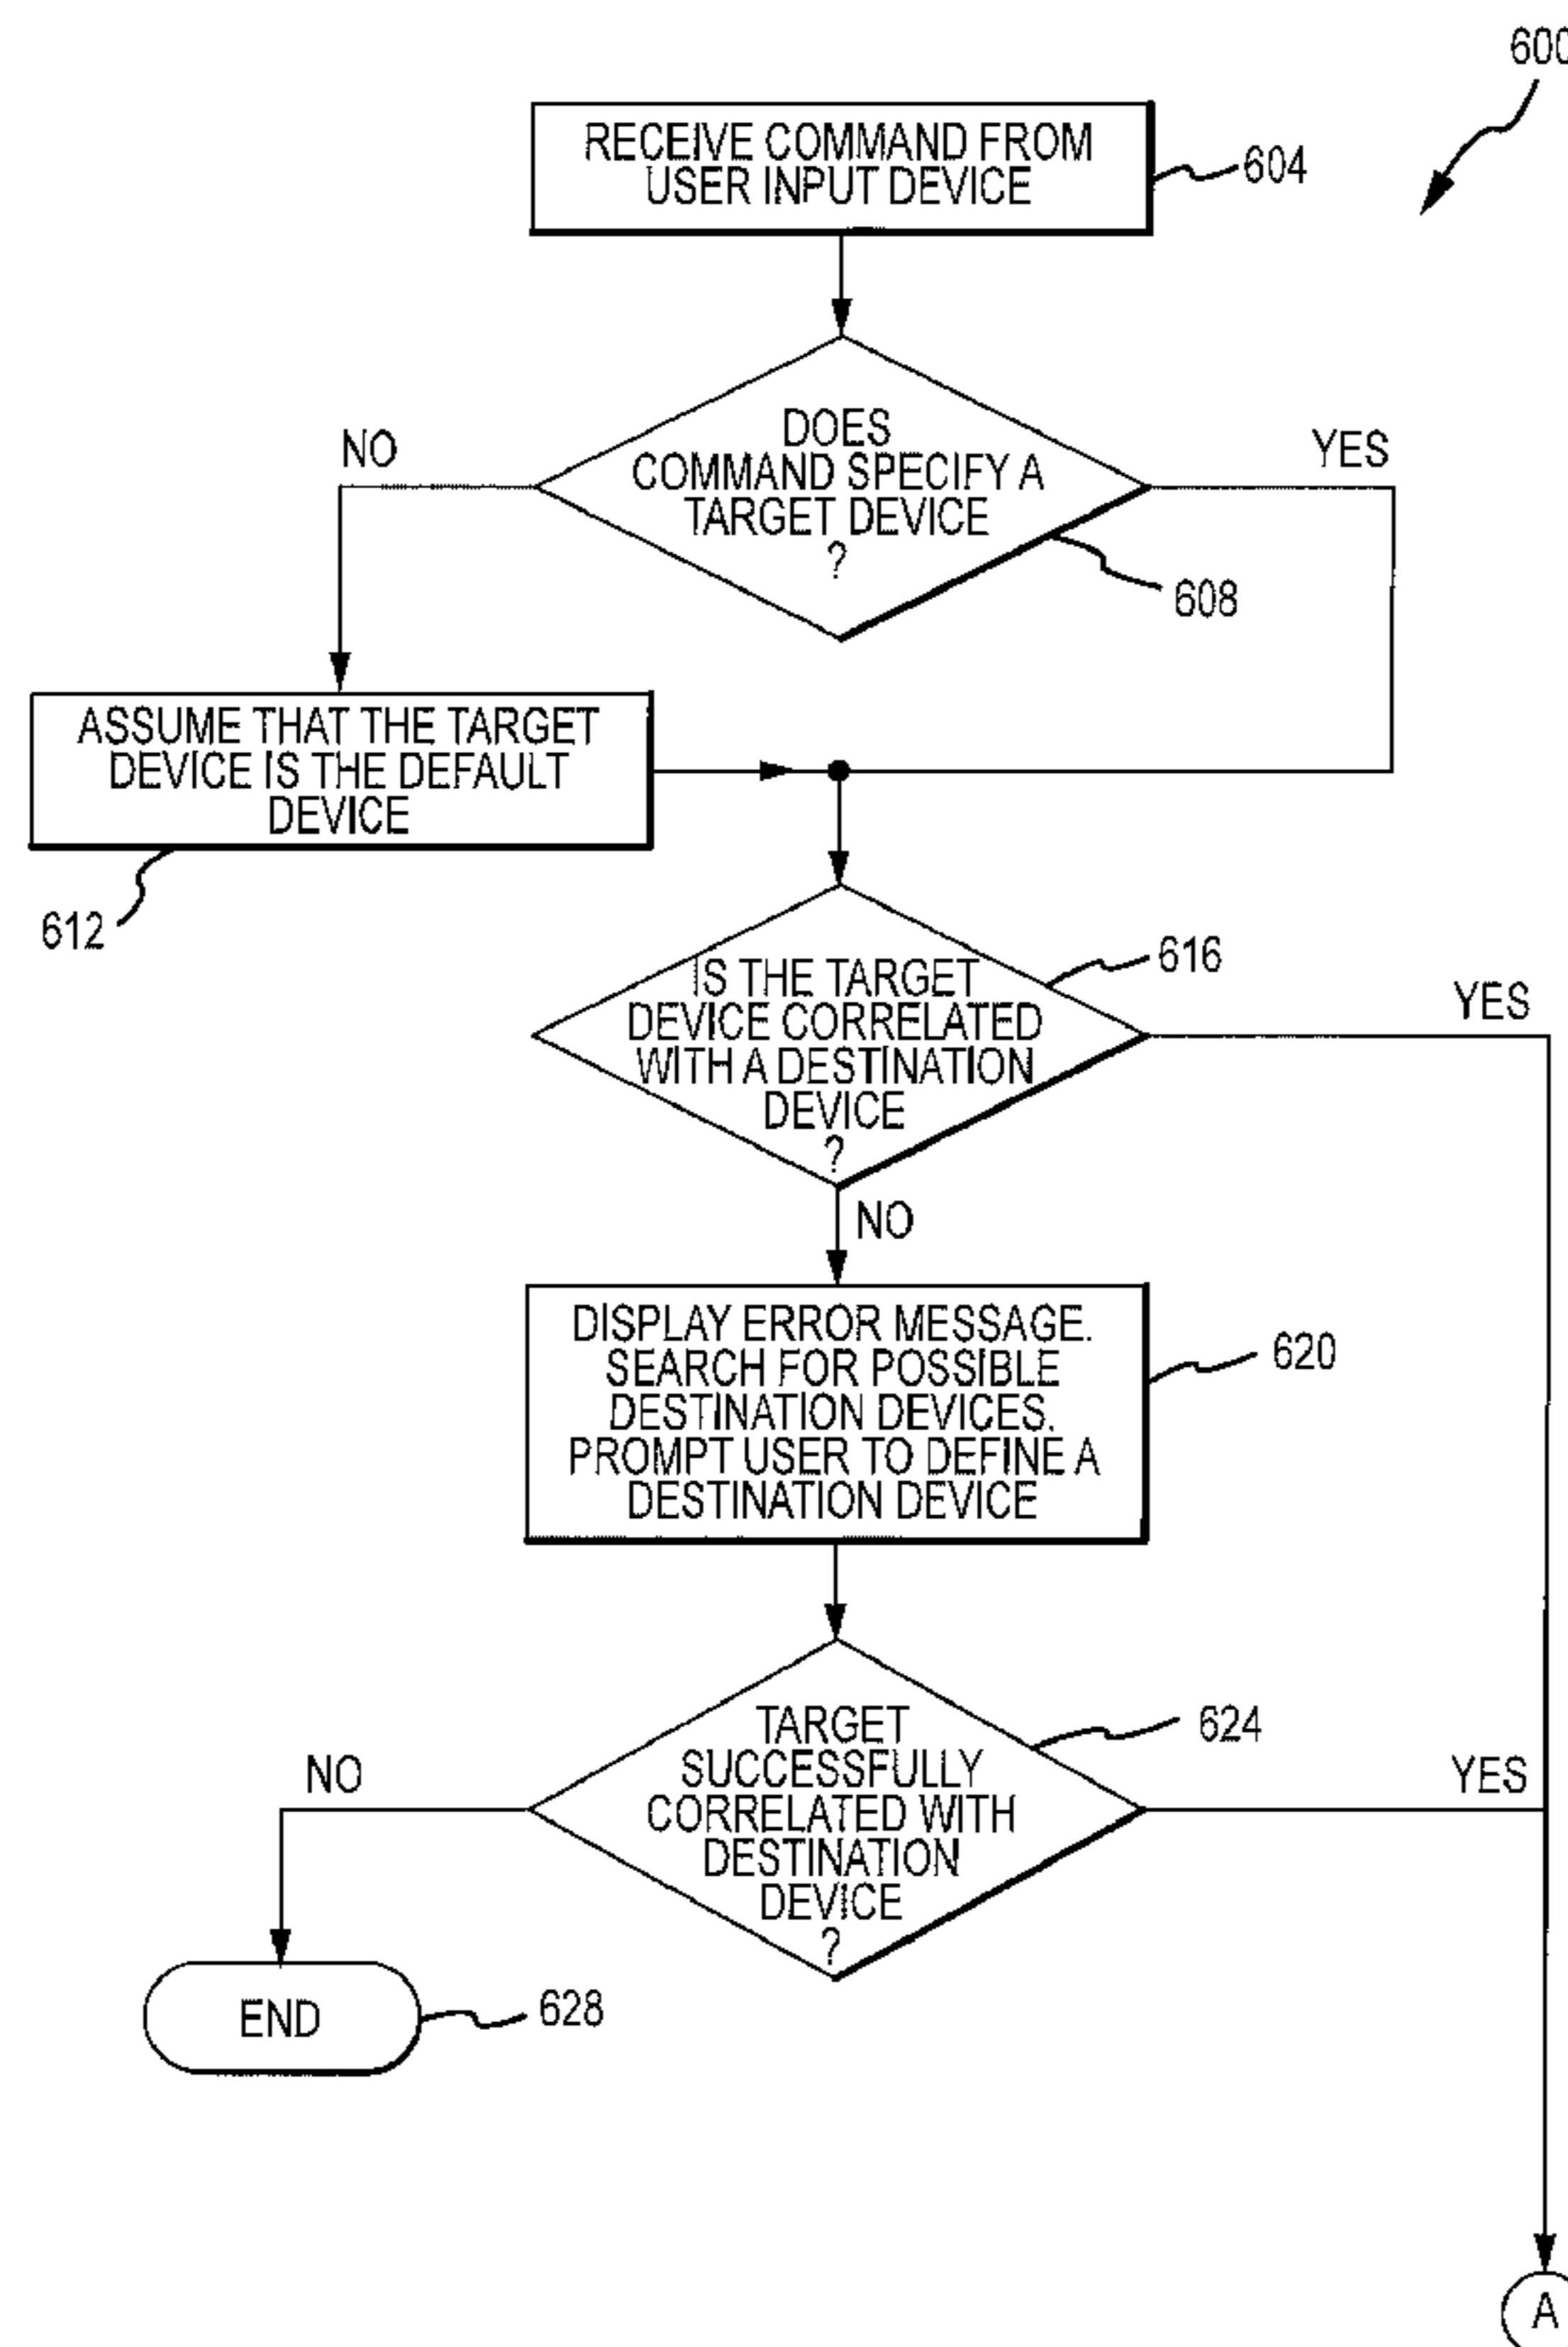 600
RECEIVE COMMAND FROM
USER INPUT DEVICE
604
DOES
COMMAND SPECIFY A
TARGET DEVICE
?
NO
YES
608
ASSUME THAT THE TARGET
DEVICE IS THE DEFAULT
DEVICE
612
IS THE TARGET
DEVICE CORRELATED
WITH A DESTINATION
DEVICE
?
616
YES
NO
DISPLAY ERROR MESSAGE.
SEARCH FOR POSSIBLE
DESTINATION DEVICES.
PROMPT USER TO DEFINE A
DESTINATION DEVICE
620
TARGET
SUCCESSFULLY
CORRELATED WITH
DESTINATION
DEVICE
?
624
NO
YES
END
628
A